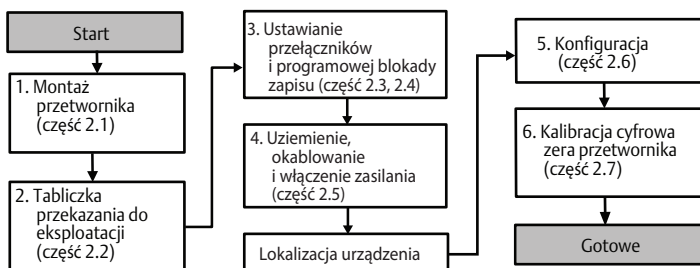 Start
1. Montaż
przetwornika
(część 2.1)
2. Tabliczka
przekazania do
eksploatacji
(część 2.2)
3. Ustawianie
przełączników
i programowej blokady
zapisu (część 2.3, 2.4)
4. Uziemienie,
okablowanie
i włączenie zasilania
(część 2.5)
Lokalizacja urządzenia
5. Konfiguracja
(część 2.6)
6. Kalibracja cyfrowa
zera przetwornika
(część 2.7)
Gotowe